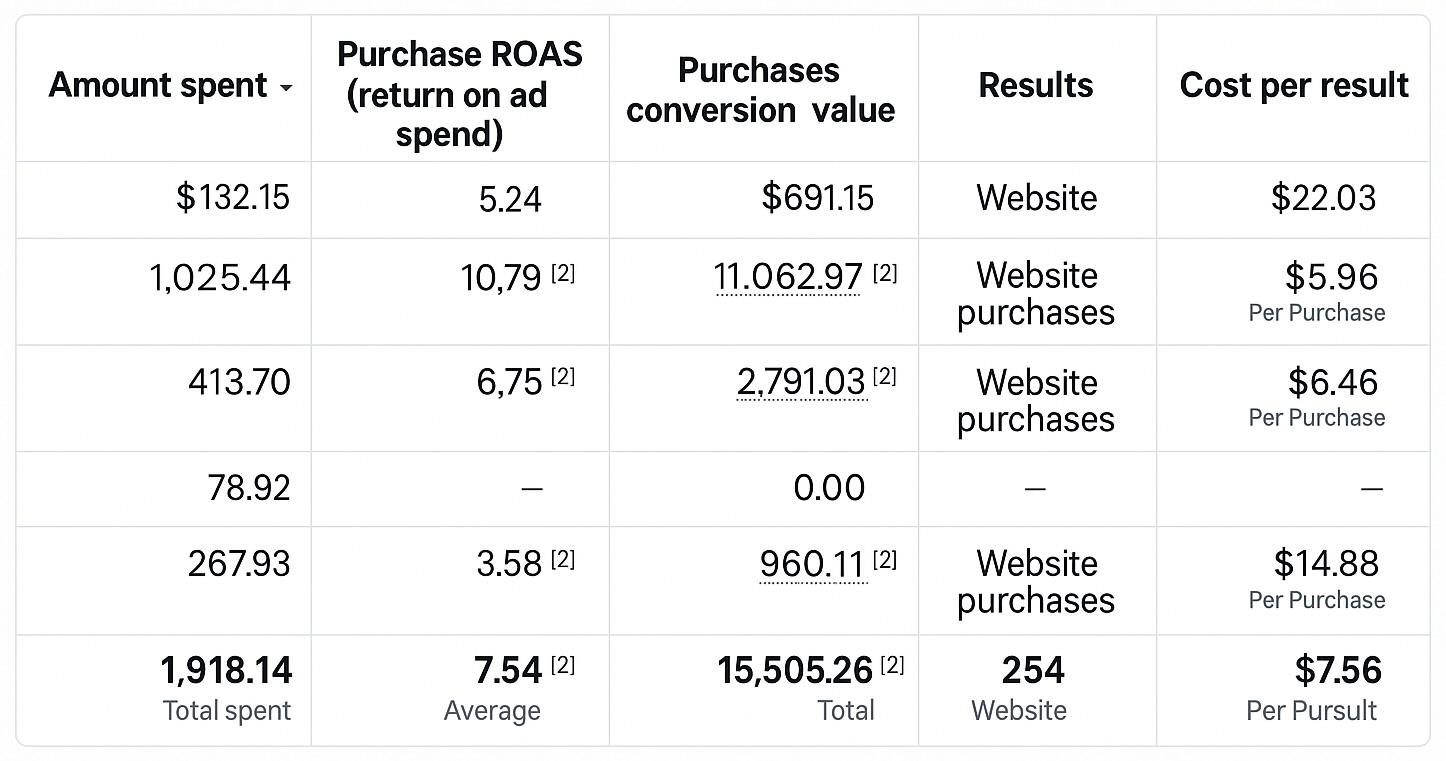 Amount spent
Purchase ROAS
(return on ad
spend)
Purchases
conversion value
Results
Cost per result
$132.15
5.24
$691.15
Website
$22.03
1,025.44
10,79 [2]
11.062.97 [2]
Website
purchases
$5.96
Per Purchase
413.70
6,75 [2]
2,791.03 [2]
Website
purchases
$6.46
Per Purchase
78.92
—
0.00
—
—
267.93
3.58 [2]
960.11 [2]
Website
purchases
$14.88
Per Purchase
1,918.14
Total spent
7.54 [2]
Average
15,505.26 [2]
Total
254
Website
$7.56
Per Pursult